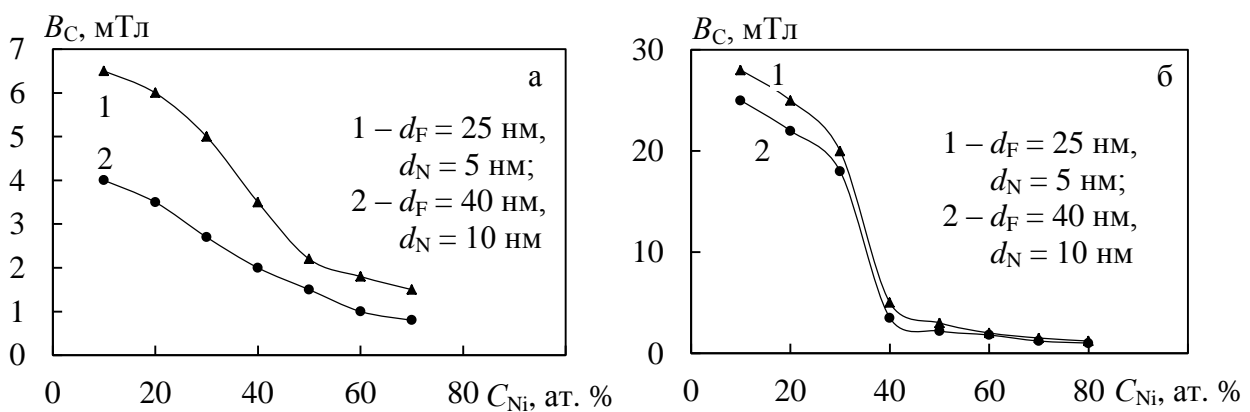 B_C, мТл
7
6
5
4
3
2
1
0
1
2
а
1 – d_F = 25 нм,
d_N = 5 нм;
2 – d_F = 40 нм,
d_N = 10 нм
0 20 40 60 80 C_Ni, ат. %
B_C, мТл
30
20
10
0
1
2
б
1 – d_F = 25 нм,
d_N = 5 нм;
2 – d_F = 40 нм,
d_N = 10 нм
0 20 40 60 80 C_Ni, ат. %